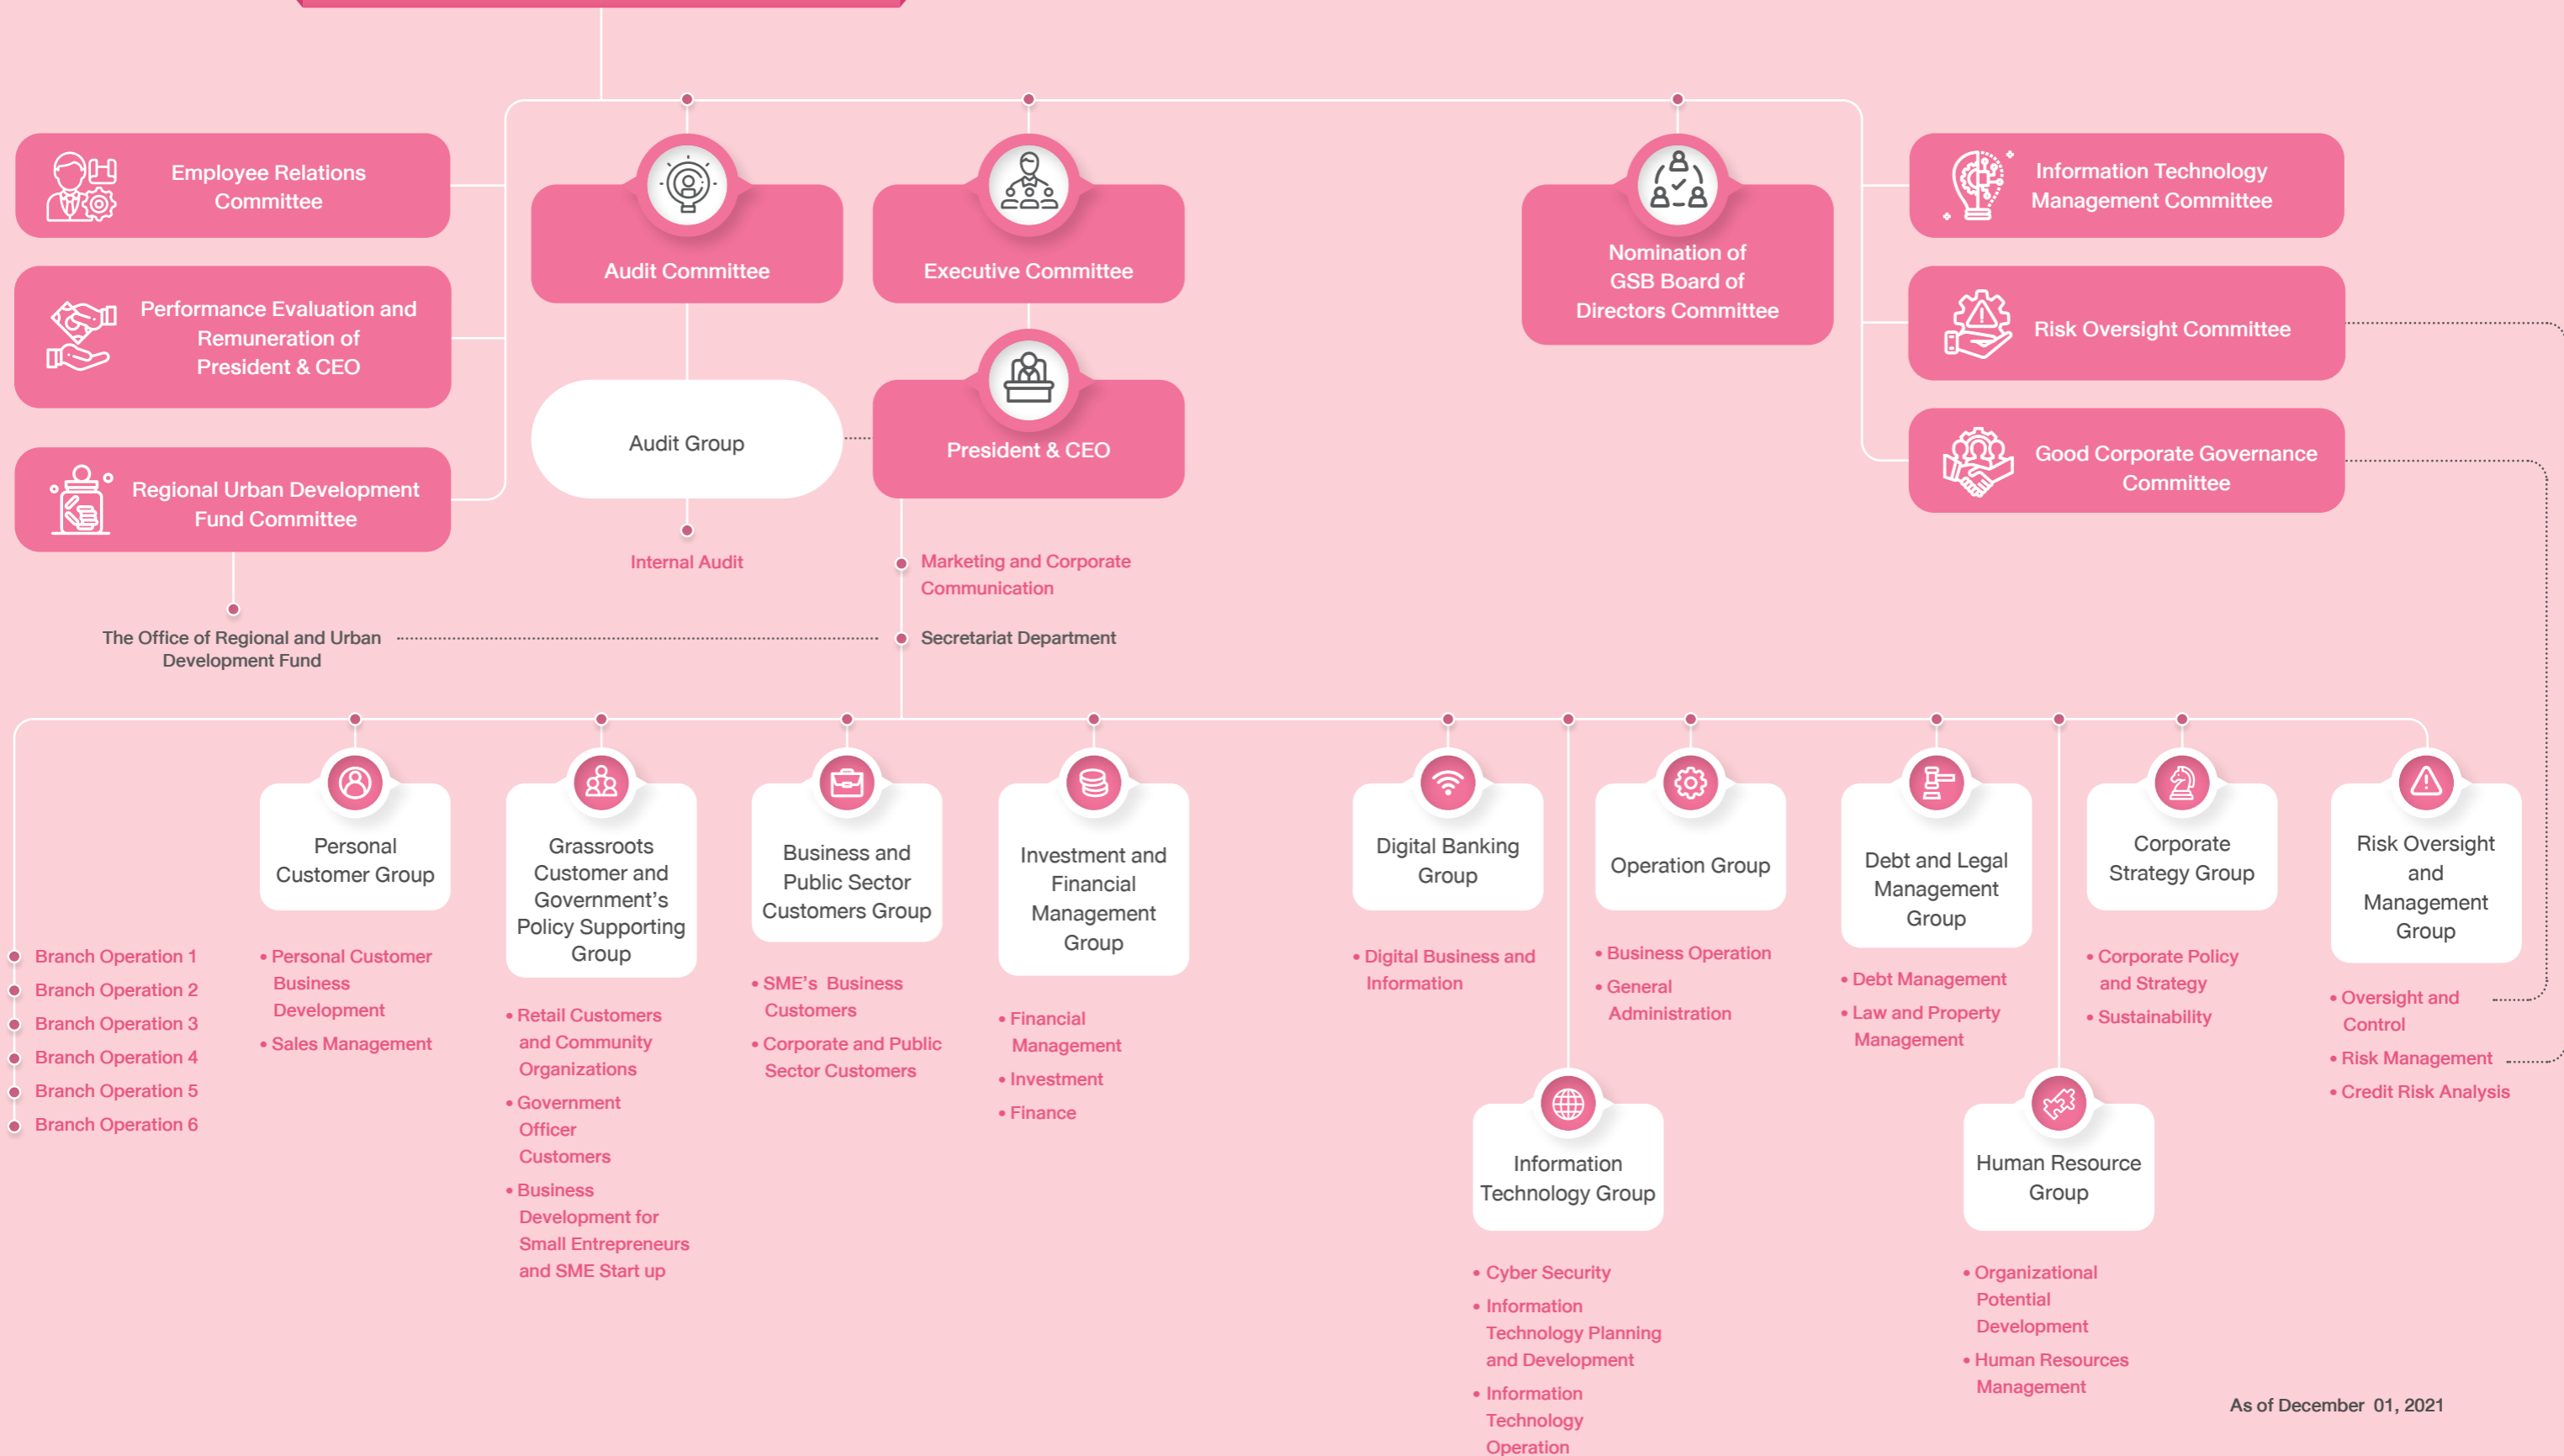 Employee Relations
Committee
Performance Evaluation and
Remuneration of
President & CEO
Regional Urban Development
Fund Committee
The Office of Regional and Urban
Development Fund
Audit Committee
Audit Group
Internal Audit
Executive Committee
President & CEO
Marketing and Corporate
Communication
Secretariat Department
Nomination of
GSB Board of
Directors Committee
Information Technology
Management Committee
Risk Oversight Committee
Good Corporate Governance
Committee
Branch Operation 1
Branch Operation 2
Branch Operation 3
Branch Operation 4
Branch Operation 5
Branch Operation 6
Personal
Customer Group
• Personal Customer
Business
Development
• Sales Management
Grassroots
Customer and
Government’s
Policy Supporting
Group
• Retail Customers
and Community
Organizations
• Government
Officer
Customers
• Business
Development for
Small Entrepreneurs
and SME Start up
Business and
Public Sector
Customers Group
• SME’s Business
Customers
• Corporate and Public
Sector Customers
Investment and
Financial
Management
Group
• Financial
Management
• Investment
• Finance
Digital Banking
Group
• Digital Business and
Information
Information
Technology Group
• Cyber Security
• Information
Technology Planning
and Development
• Information
Technology
Operation
Operation Group
• Business Operation
• General
Administration
Debt and Legal
Management
Group
• Debt Management
• Law and Property
Management
Human Resource
Group
• Organizational
Potential
Development
• Human Resources
Management
Corporate
Strategy Group
• Corporate Policy
and Strategy
• Sustainability
Risk Oversight
and
Management
Group
• Oversight and
Control
• Risk Management
• Credit Risk Analysis
As of December 01, 2021